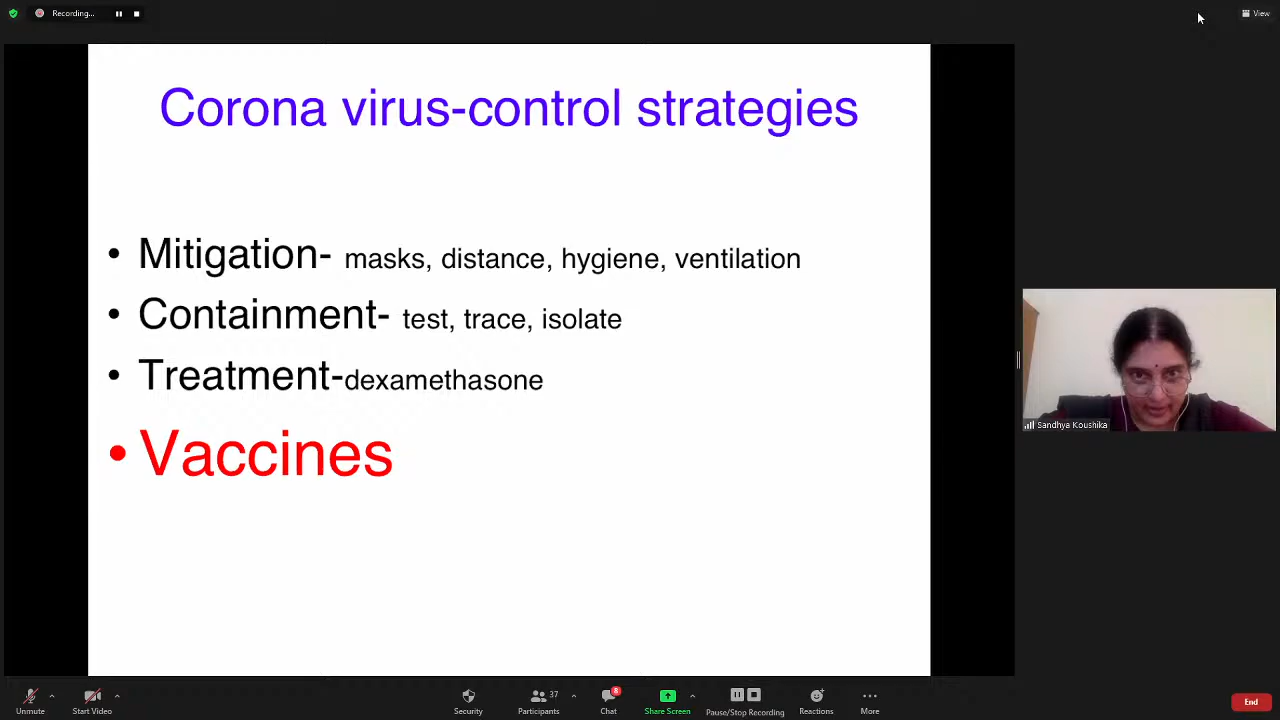 Recording...
View
Corona virus-control strategies
• Mitigation- masks, distance, hygiene, ventilation
• Containment- test, trace, isolate
• Treatment-dexamethasone
• Vaccines
Sandhya Koushika
Unmute
Start Video
Security
Participants
37
Chat
8
Share Screen
Pause/Stop Recording
Reactions
More
End